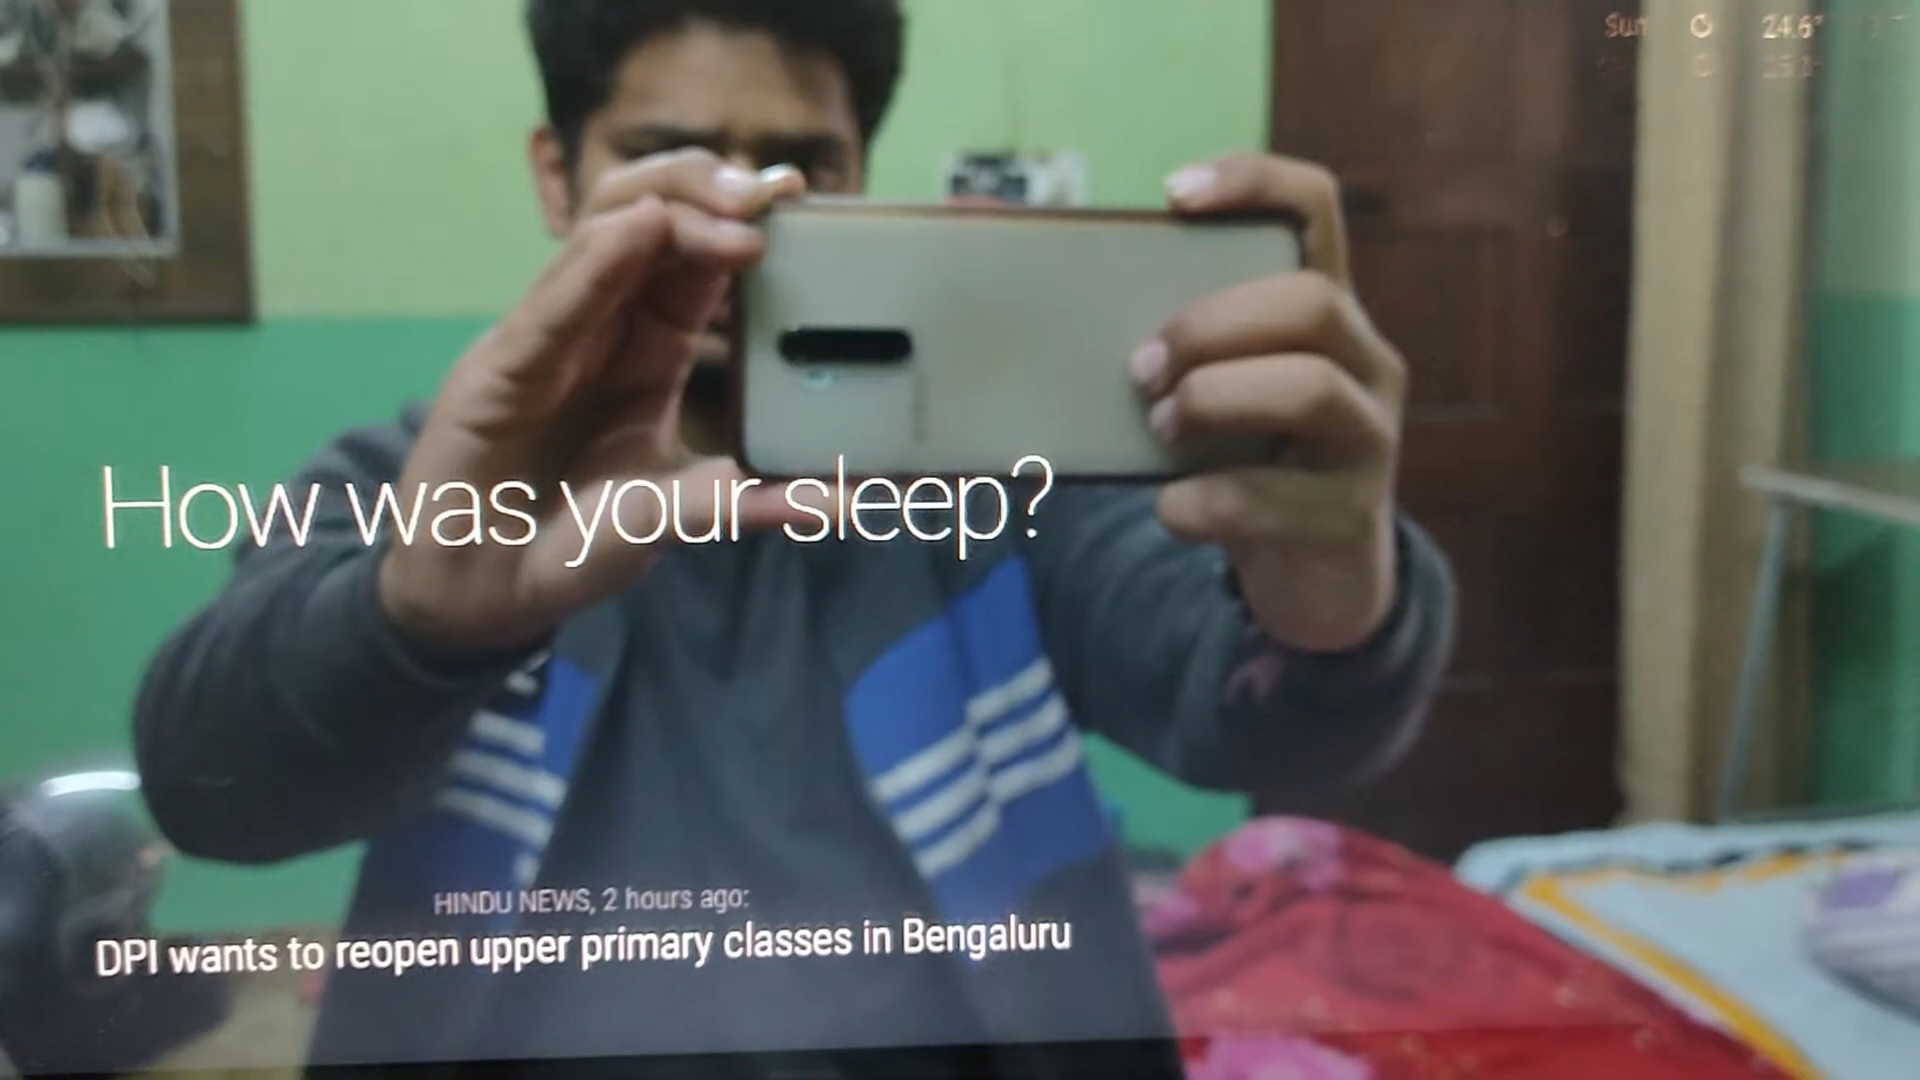 Sun 24.6°
How was your sleep?
HINDU NEWS, 2 hours ago:
DPI wants to reopen upper primary classes in Bengaluru